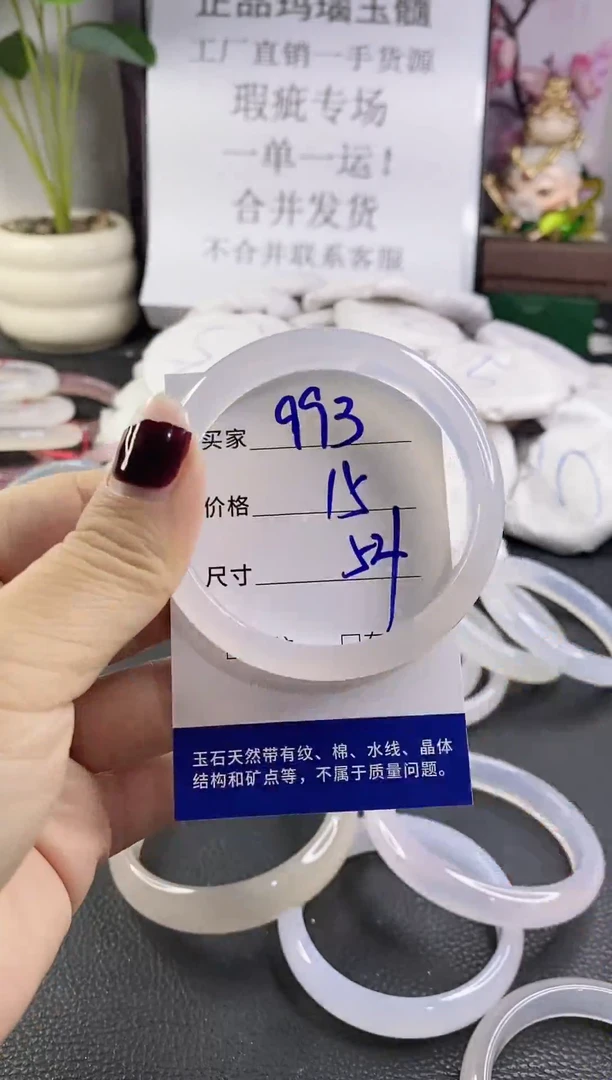 正品玛瑙玉髓
工厂直销一手货源
瑕疵专场
一单一运！
合并发货
不合并联系客服
买家 993
价格 15
尺寸 54
玉石天然带有纹、棉、水线、晶体
结构和矿点等，不属于质量问题。